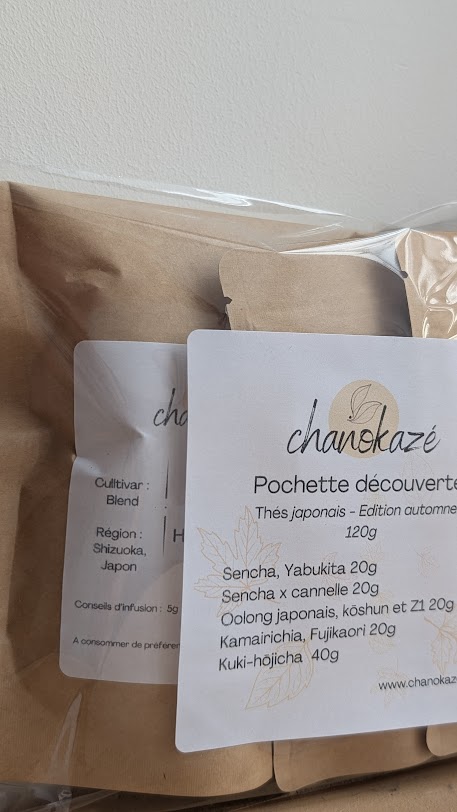 Cultivar :
Blend
Région :
Shizuoka,
Japon
Conseils d'infusion : 5g
A consommer de
chanokazé
Pochette découverte
Thés japonais - Edition automne
120g
Sencha, Yabukita 20g
Sencha x cannelle 20g
Oolong japonais, kōshun et Z1 20g
Kamairichia, Fujikaori 20g
Kuki-hōjicha 40g
www.chanokaz